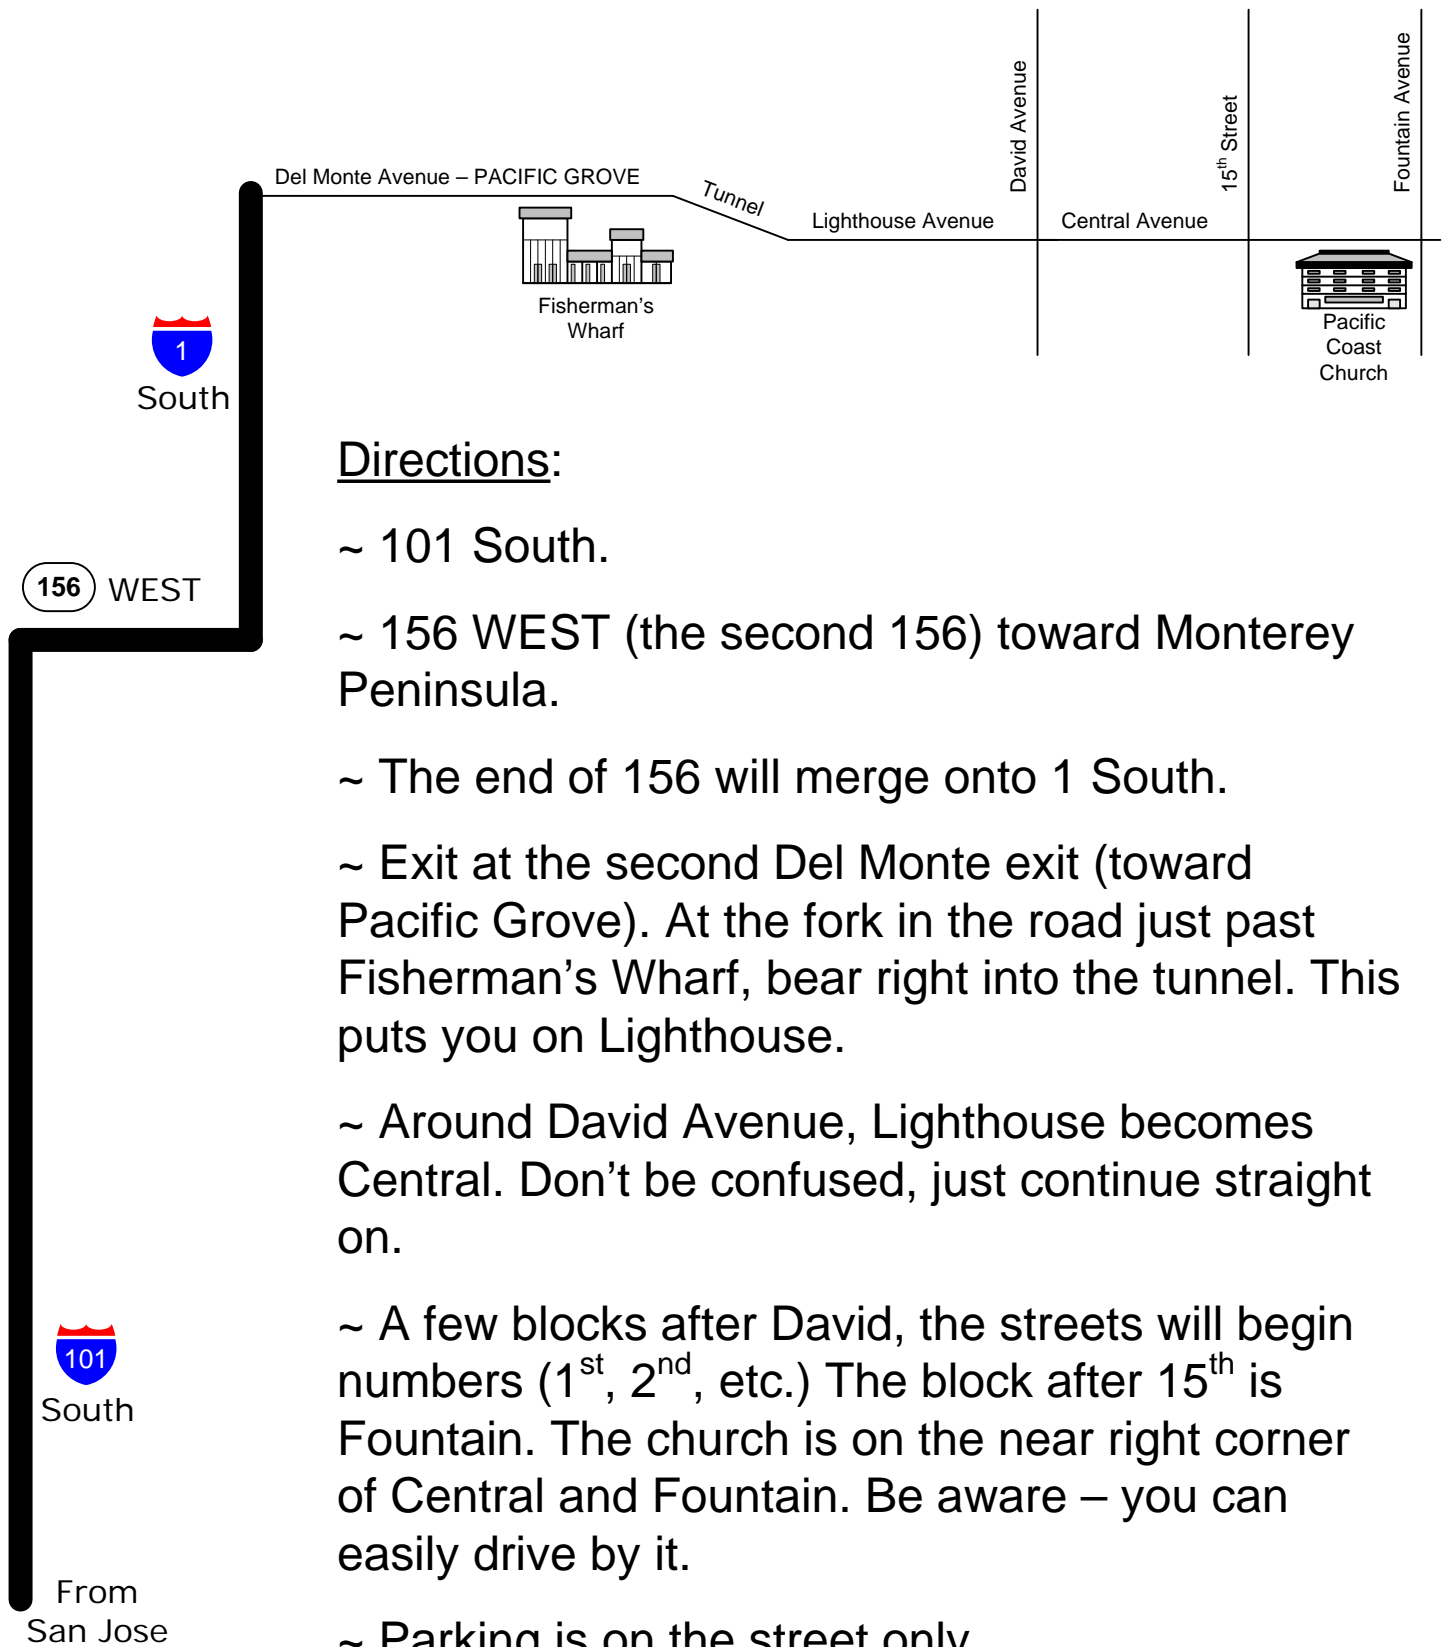 David Avenue
15th Street
Fountain Avenue
Del Monte Avenue – PACIFIC GROVE
Tunnel
Lighthouse Avenue
Central Avenue
Fisherman's
Wharf
Pacific
Coast
Church
1
South
156 WEST
101
South
From
San Jose
Directions:
~ 101 South.
~ 156 WEST (the second 156) toward Monterey
Peninsula.
~ The end of 156 will merge onto 1 South.
~ Exit at the second Del Monte exit (toward
Pacific Grove). At the fork in the road just past
Fisherman's Wharf, bear right into the tunnel. This
puts you on Lighthouse.
~ Around David Avenue, Lighthouse becomes
Central. Don't be confused, just continue straight
on.
~ A few blocks after David, the streets will begin
numbers (1st, 2nd, etc.) The block after 15th is
Fountain. The church is on the near right corner
of Central and Fountain. Be aware – you can
easily drive by it.
~ Parking is on the street only